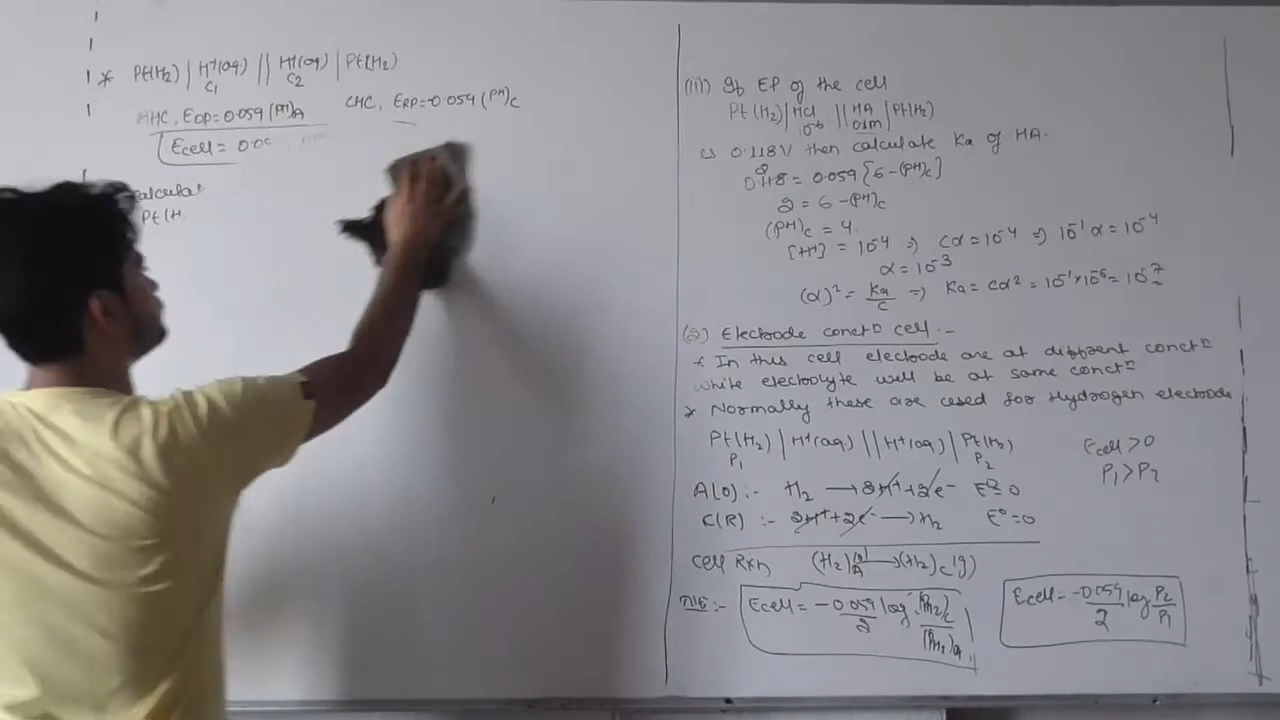 * Pt(H₂) | H⁺(aq) || H⁺(aq) | Pt(H₂)
C₁ C₂
AHC, EOP=0.059(PH)A CHC, ERP=-0.059(PH)C
Ecell = 0.0
Calculat
Pt(H
(iii) If EP of the cell
Pt(H₂) | HCl || HA | Pt(H₂)
10⁻⁶ 0.1m
is 0.118V then calculate Ka of HA.
0.118 = 0.059[6-(PH)C]
2 = 6-(PH)C
(PH)C = 4
[H⁺] = 10⁻⁴ ⇒ Cα = 10⁻⁴ ⇒ 10⁻¹ α = 10⁻⁴
α = 10⁻³
(α)² = Ka/C ⇒ Ka = Cα² = 10⁻¹×10⁻⁶ = 10⁻⁷
(2) Electrode conctⁿ cell :-
* In this cell electode are at different conctⁿ
while electrolyte will be at same conctⁿ
* Normally these are used for Hydrogen electrode
Pt(H₂) | H⁺(aq) || H⁺(aq) | Pt(H₂)
P₁ P₂
Ecell > 0
P₁ > P₂
A(O) :- H₂ → 2H⁺+2e⁻ E°=0
C(R) :- 2H⁺+2e⁻ → H₂ E°=0
Cell Rxn (H₂)A(g) → (H₂)C(g)
Ecell = -0.059/2 log (PH₂)C/(PH₂)A
Ecell = -0.059/2 log P₂/P₁